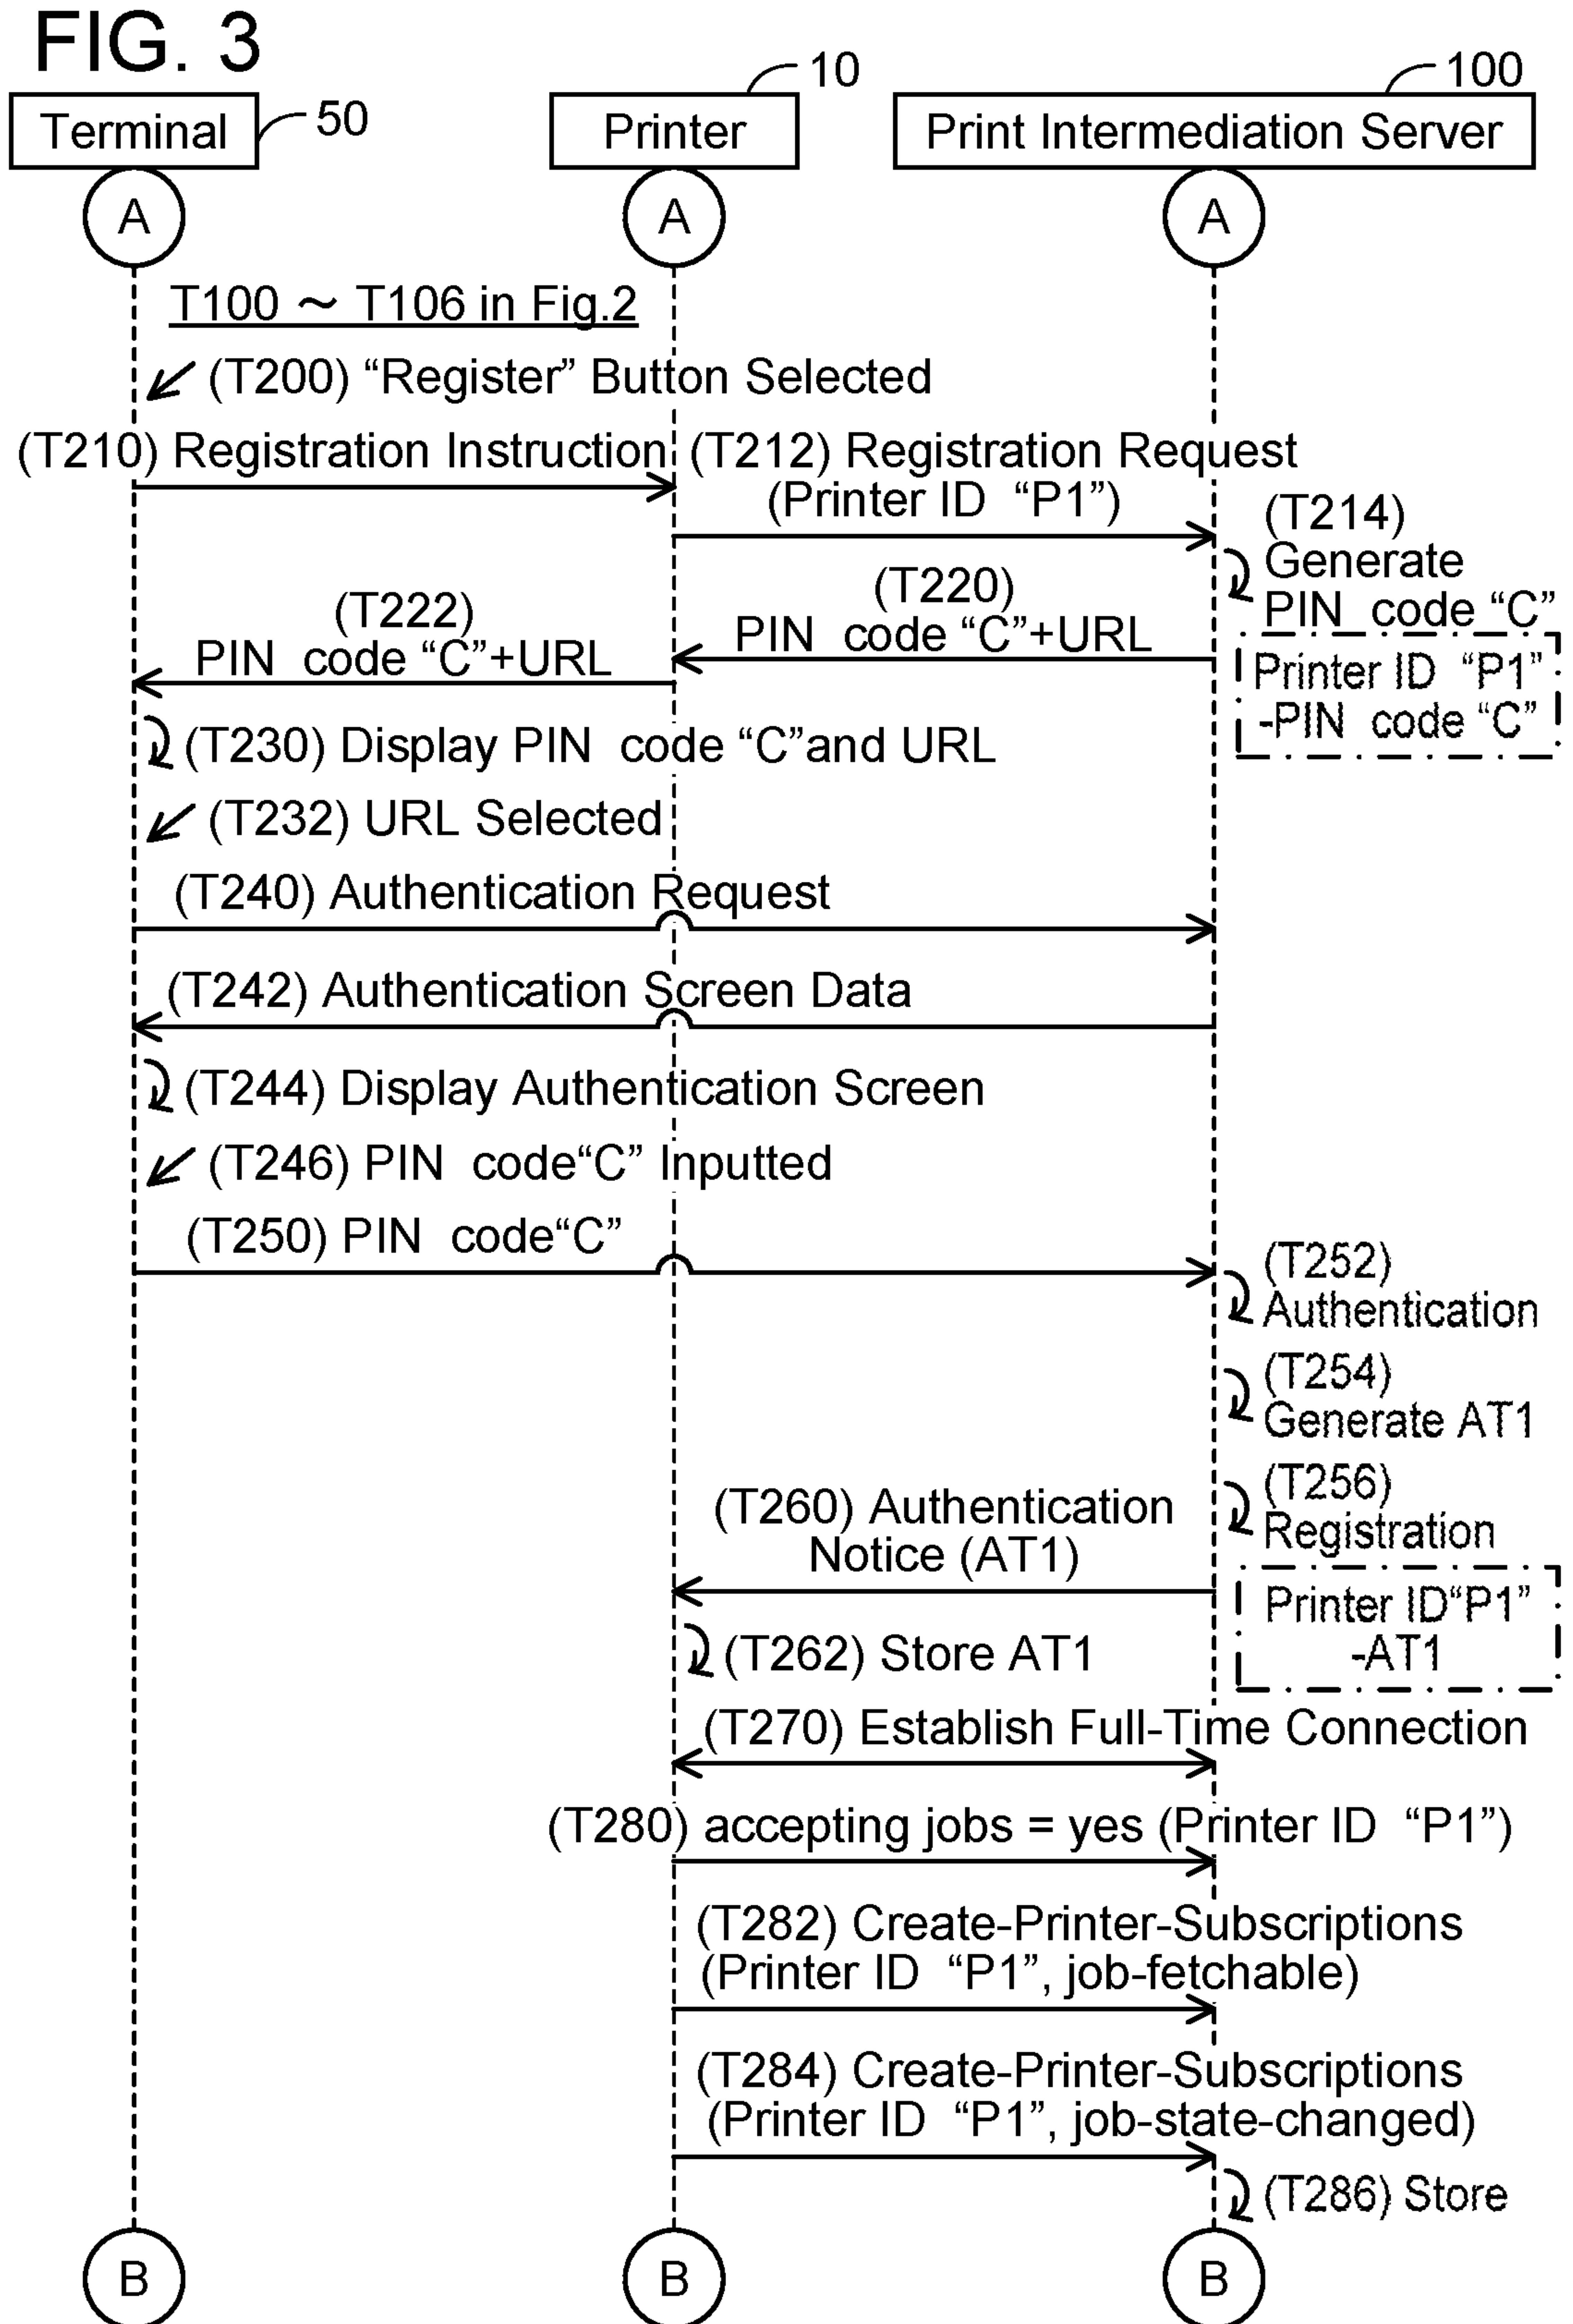 FIG. 3
10
100
Terminal
50
Printer
Print Intermediation Server
A
A
A
T100 ~ T106 in Fig.2
(T200) “Register” Button Selected
(T210) Registration Instruction
(T212) Registration Request
(Printer ID “P1”)
(T214)
Generate
PIN code “C”
(T220)
PIN code “C”+URL
(T222)
PIN code “C”+URL
Printer ID “P1”
-PIN code “C”
(T230) Display PIN code “C”and URL
(T232) URL Selected
(T240) Authentication Request
(T242) Authentication Screen Data
(T244) Display Authentication Screen
(T246) PIN code“C” Inputted
(T250) PIN code“C”
(T252)
Authentication
(T254)
Generate AT1
(T256)
Registration
(T260) Authentication
Notice (AT1)
Printer ID“P1”
-AT1
(T262) Store AT1
(T270) Establish Full-Time Connection
(T280) accepting jobs = yes (Printer ID “P1”)
(T282) Create-Printer-Subscriptions
(Printer ID “P1”, job-fetchable)
(T284) Create-Printer-Subscriptions
(Printer ID “P1”, job-state-changed)
(T286) Store
B
B
B